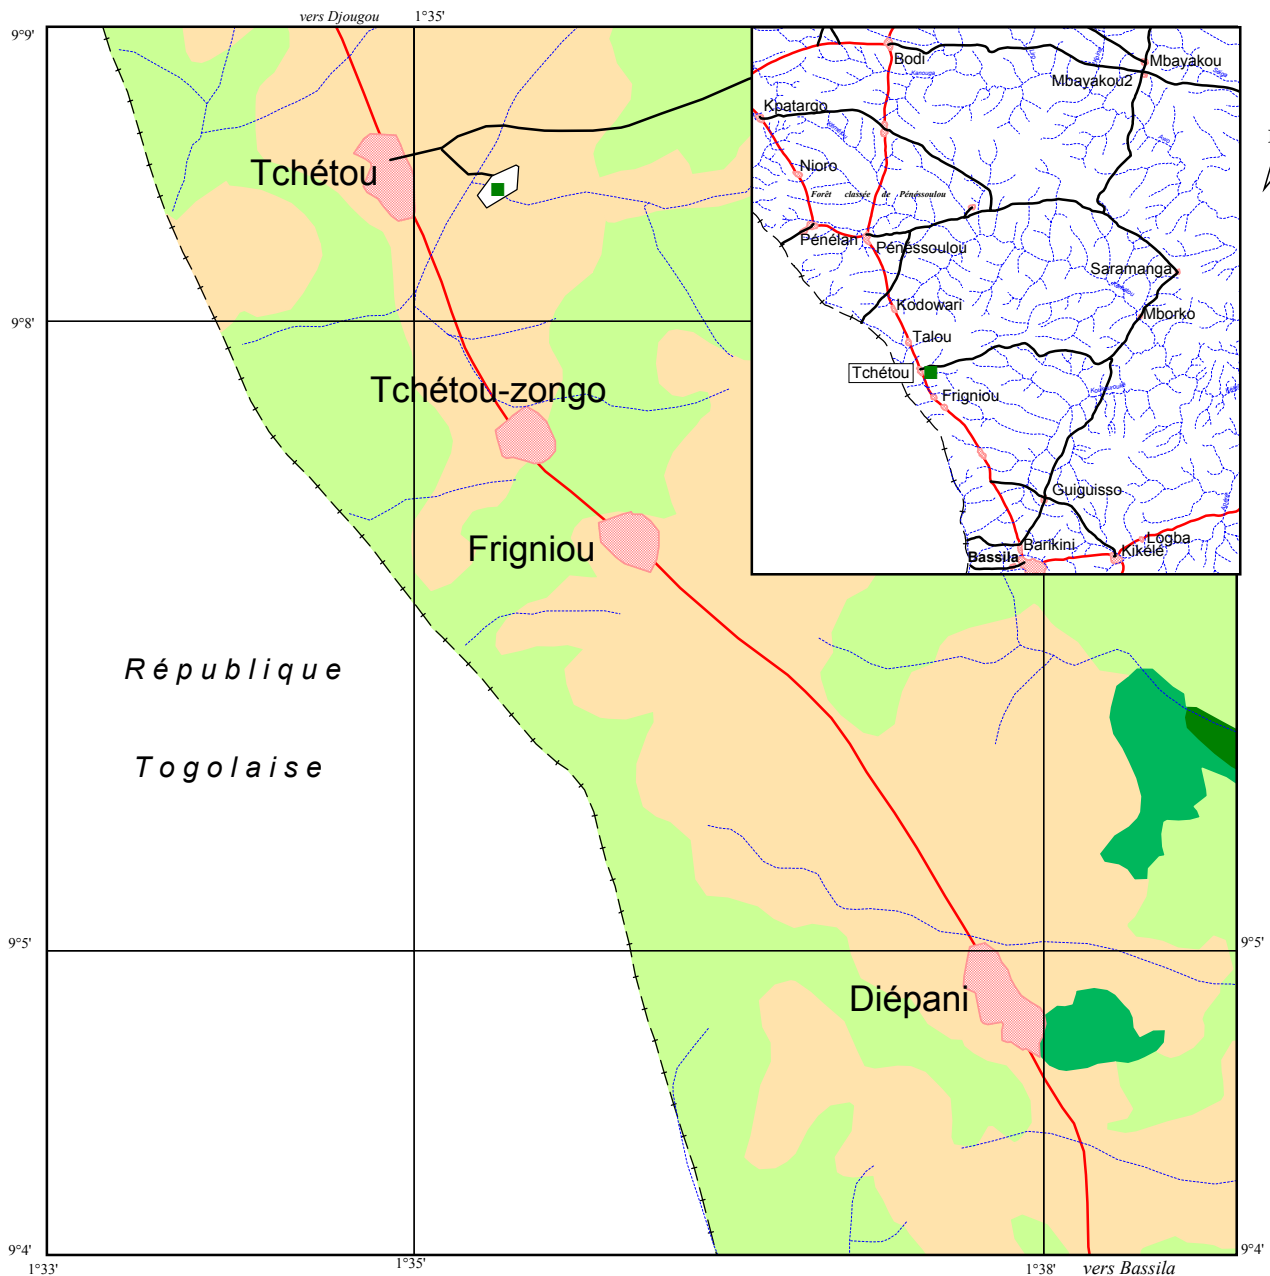 vers Djougou
1°35'
9°9'
Bodi
Mbayakou
Mbayakou2
Kpatargo
Nioro
Forêt classée de Pénéssoulou
Pénélan
Pénéssoulou
Saramanga
Kodowari
Mborko
Talou
Tchétou
Frigniou
Guiguisso
Barikini
Logba
Bassila
Kikélé
Tchétou
9°8'
Tchétou-zongo
Frigniou
République
Togolaise
9°5'
9°5'
Diépani
9°4'
9°4'
1°33'
1°35'
1°38'
vers Bassila